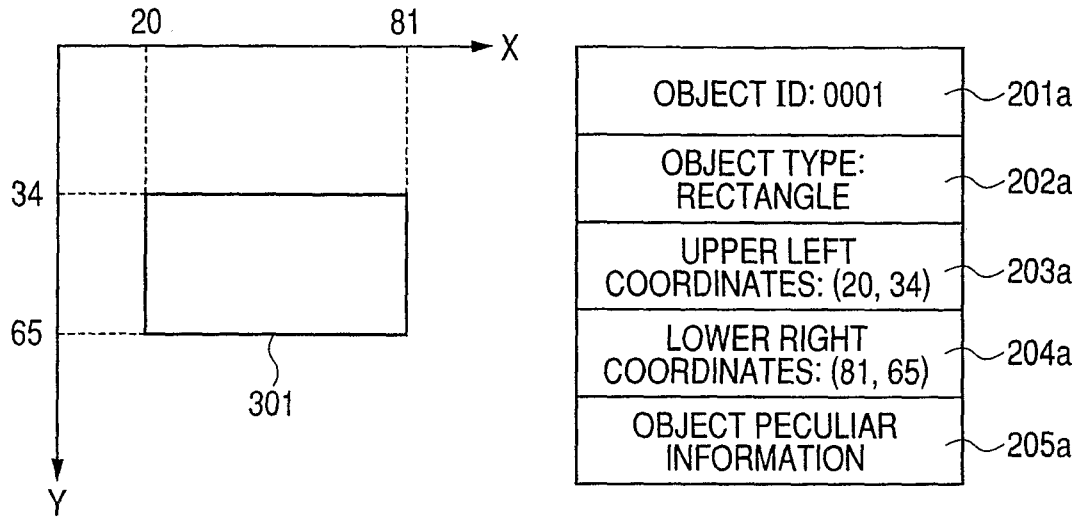 20
81
X
34
65
301
Y
OBJECT ID: 0001
201a
OBJECT TYPE:
RECTANGLE
202a
UPPER LEFT
COORDINATES: (20, 34)
203a
LOWER RIGHT
COORDINATES: (81, 65)
204a
OBJECT PECULIAR
INFORMATION
205a